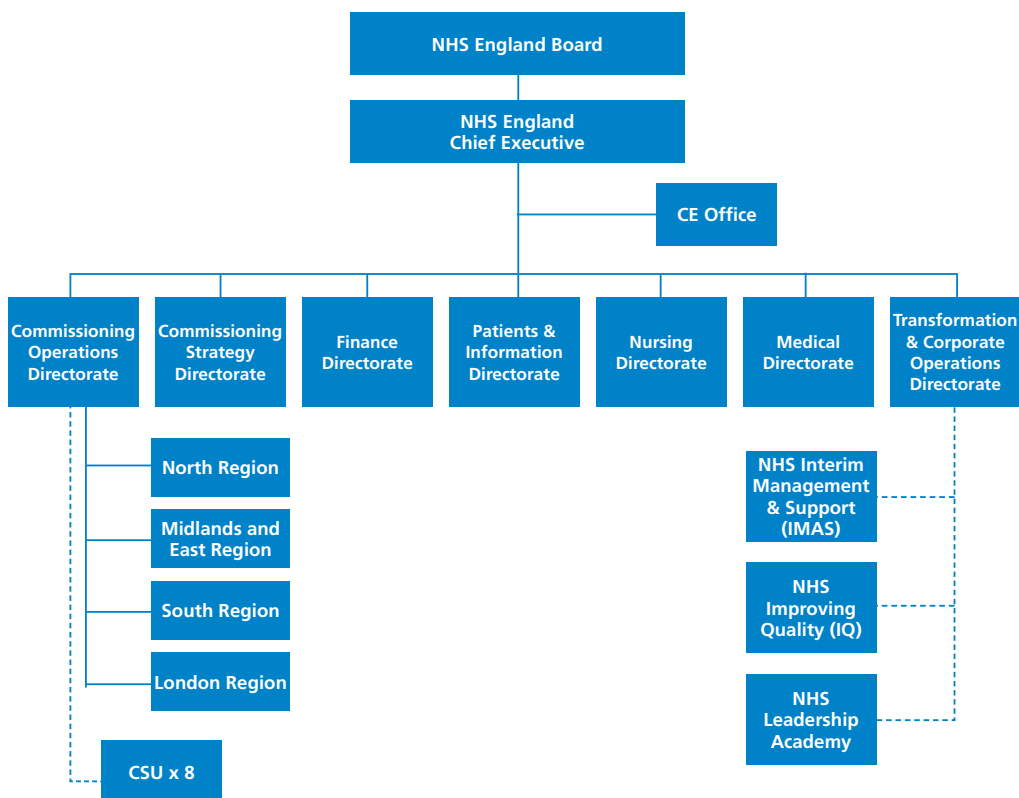 NHS England Board
NHS England
Chief Executive
CE Office
Commissioning
Operations
Directorate
Commissioning
Strategy
Directorate
Finance
Directorate
Patients &
Information
Directorate
Nursing
Directorate
Medical
Directorate
Transformation
& Corporate
Operations
Directorate
North Region
Midlands and
East Region
South Region
London Region
CSU x 8
NHS Interim
Management
& Support
(IMAS)
NHS
Improving
Quality (IQ)
NHS
Leadership
Academy